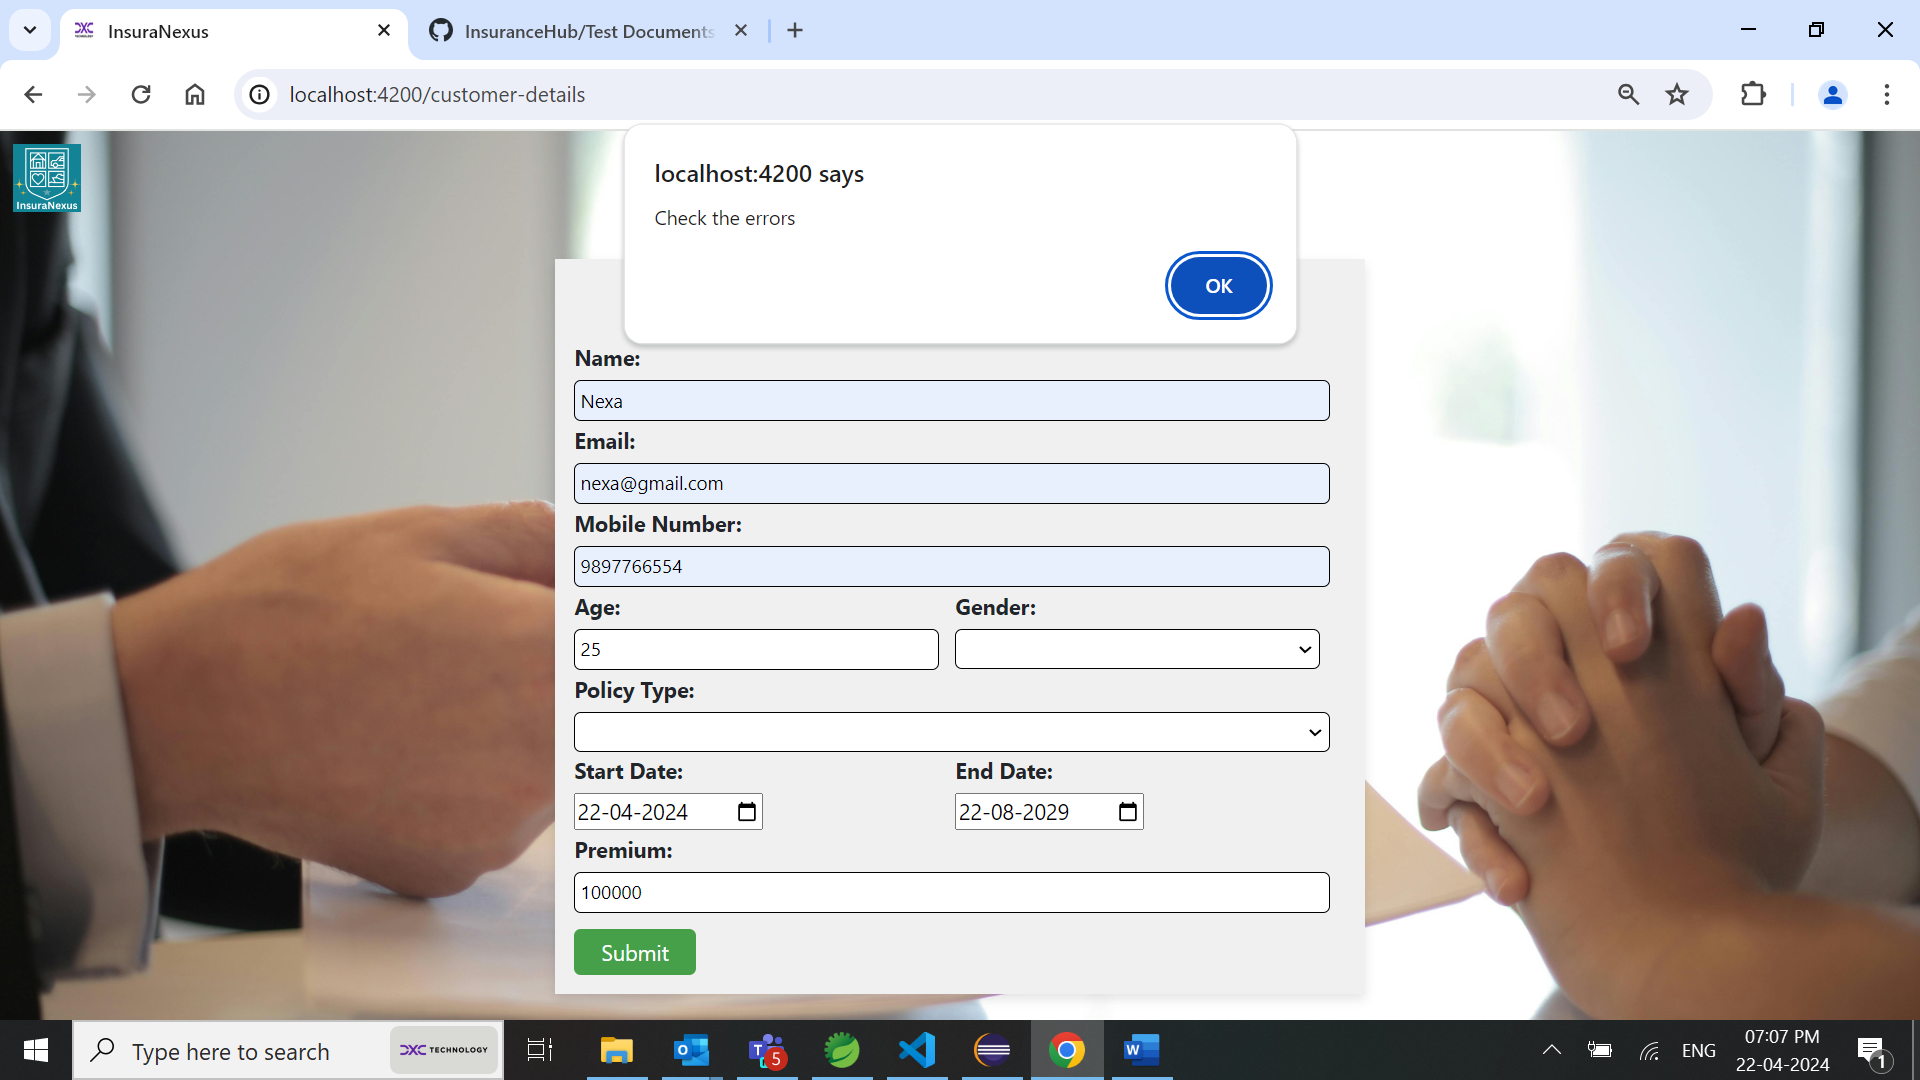 InsuraNexus
InsuranceHub/Test Documents
localhost:4200/customer-details
InsuraNexus
localhost:4200 says
Check the errors
OK
Name:
Nexa
Email:
nexa@gmail.com
Mobile Number:
9897766554
Age:
Gender:
25
Policy Type:
Start Date:
End Date:
22-04-2024
22-08-2029
Premium:
100000
Submit
Type here to search
DXC TECHNOLOGY
5
ENG
07:07 PM
22-04-2024
1